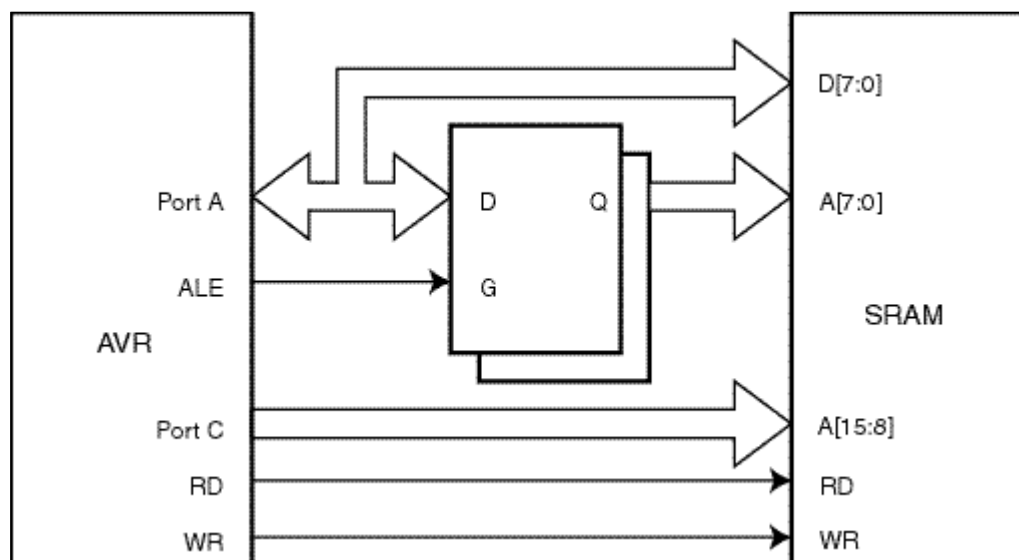 D[7:0]
Port A
D
Q
A[7:0]
ALE
G
AVR
SRAM
Port C
A[15:8]
RD
RD
WR
WR